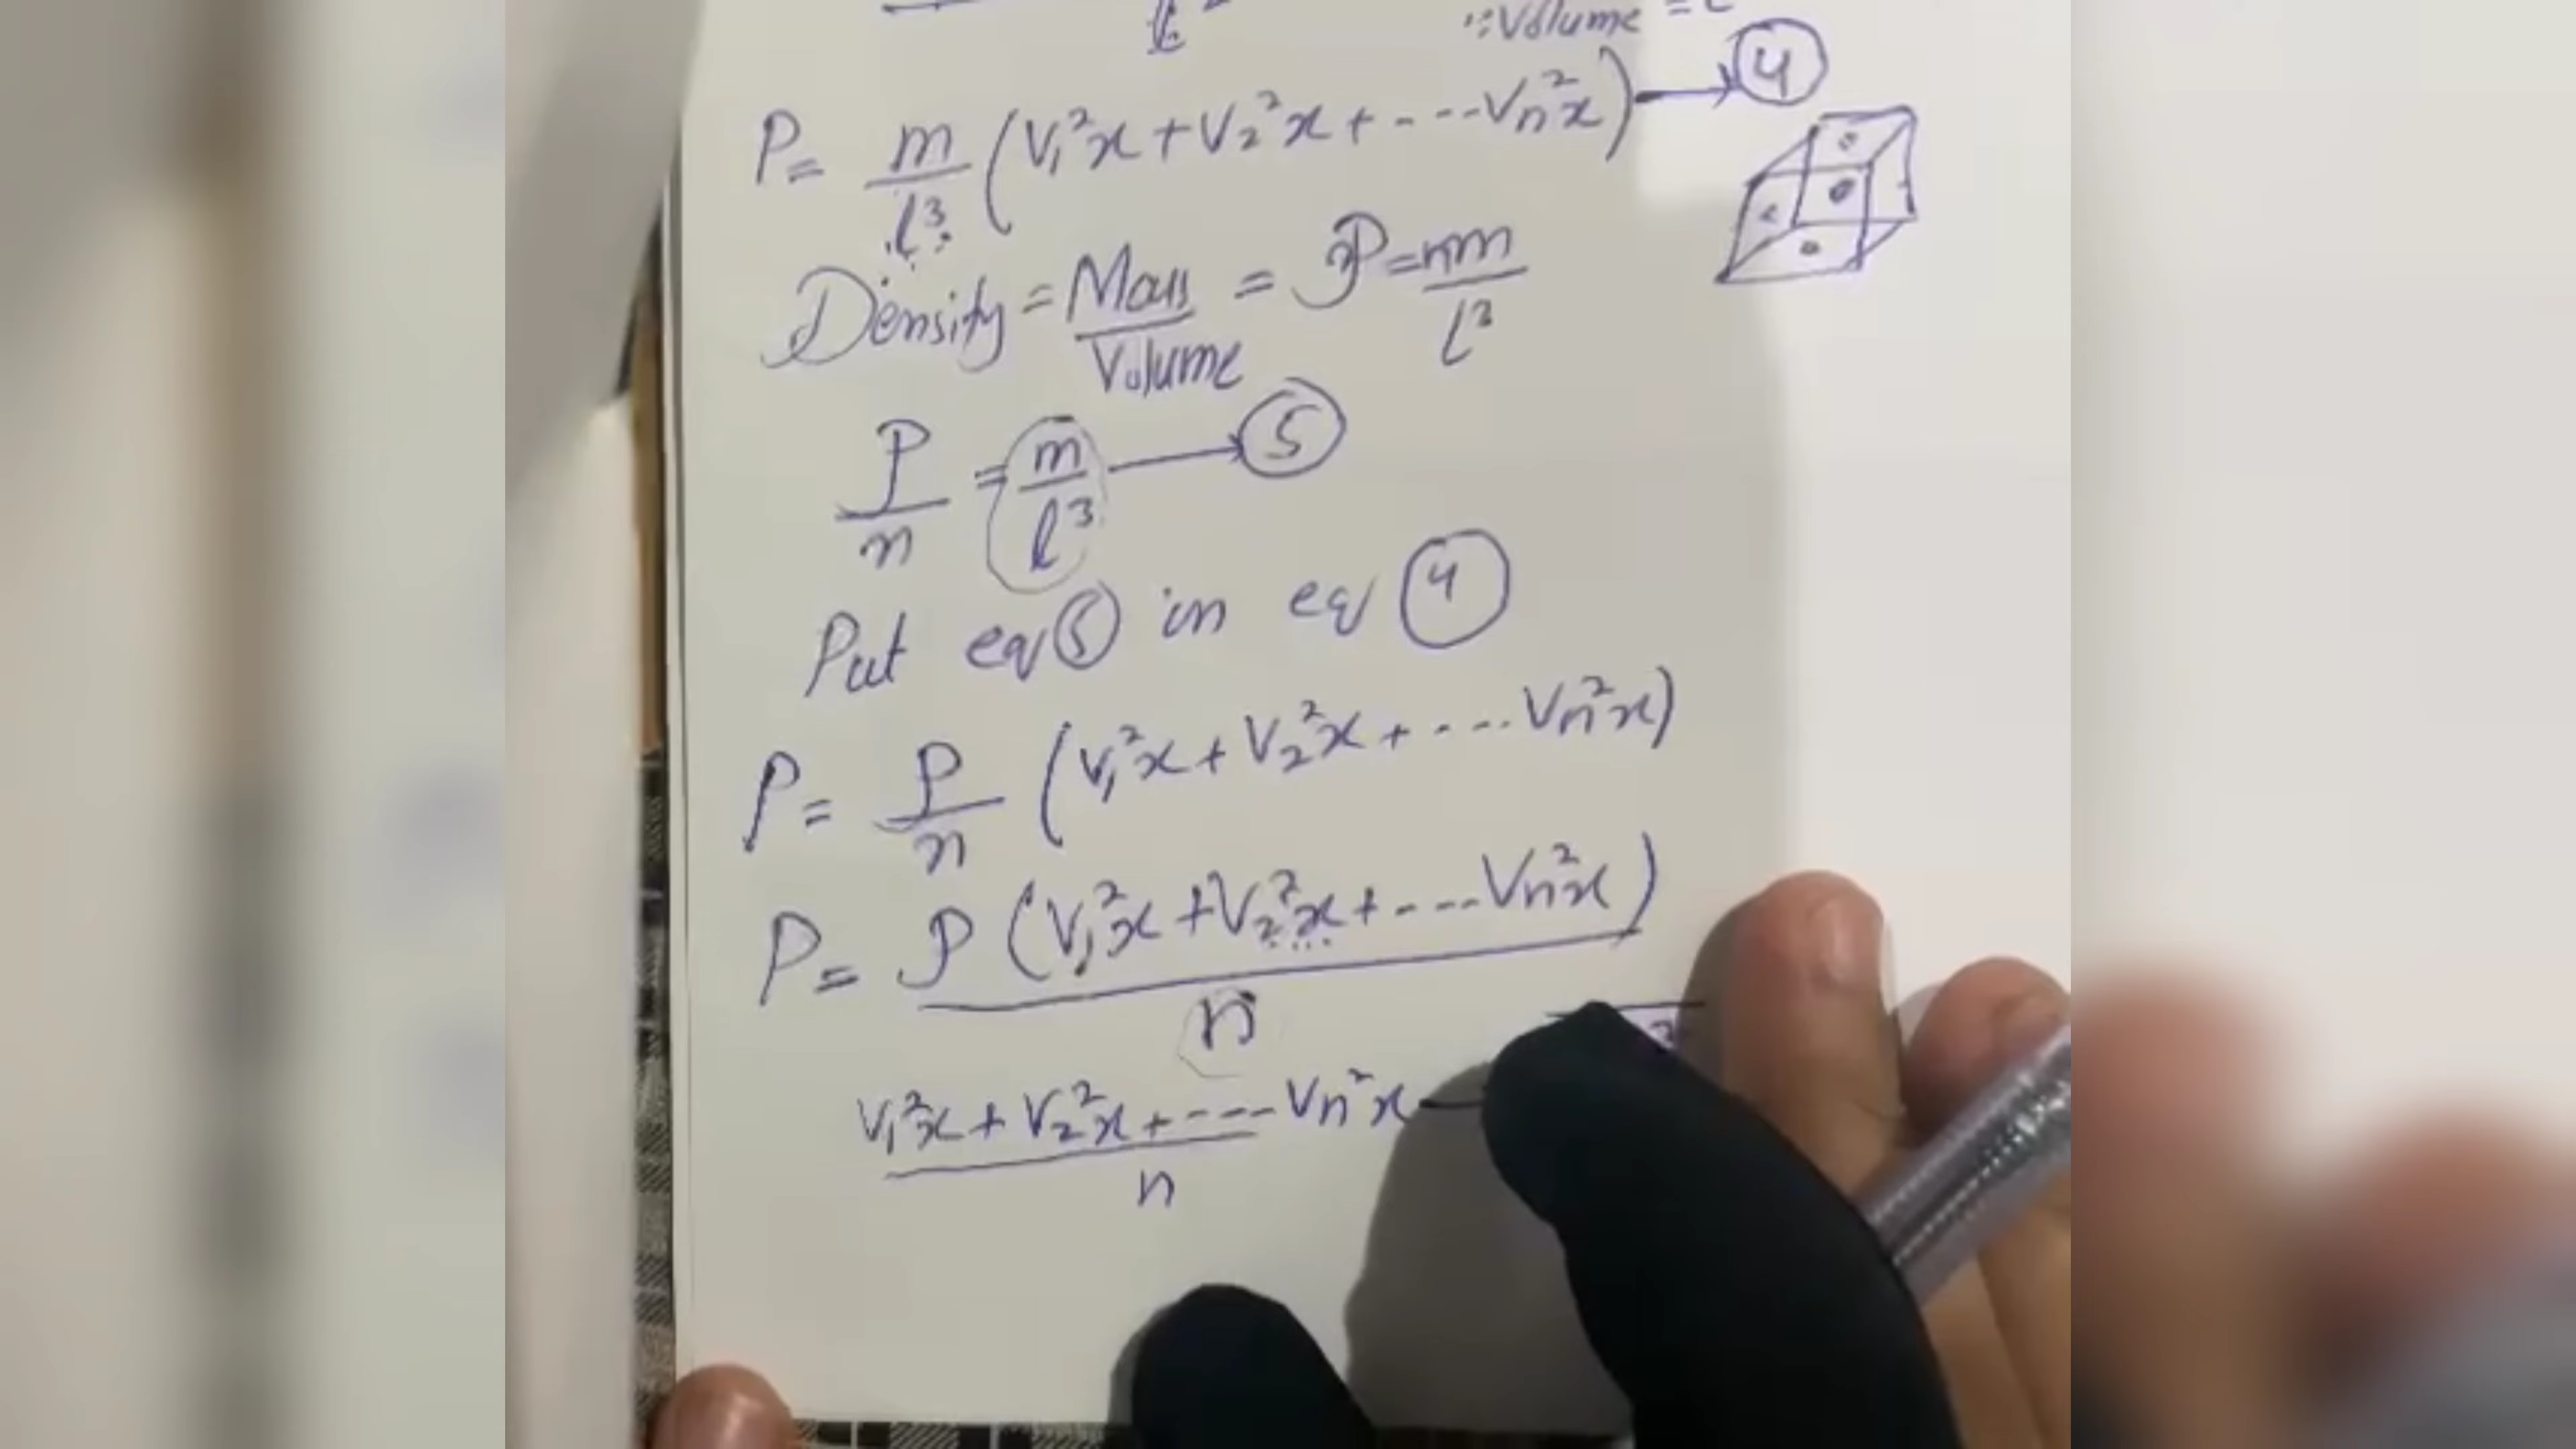 ∵Volume =
P= m/l³ (V₁²x + V₂²x + ---- Vn²x) → ④
Density = Mass/Volume = ρ = nm/l³
ρ/n = m/l³ → ⑤
Put eq ⑤ in eq ④
P= ρ/n (V₁²x + V₂²x + ---- Vn²x)
P= ρ (V₁²x + V₂²x + ---- Vn²x)/n
V₁²x + V₂²x + ---- Vn²x/n